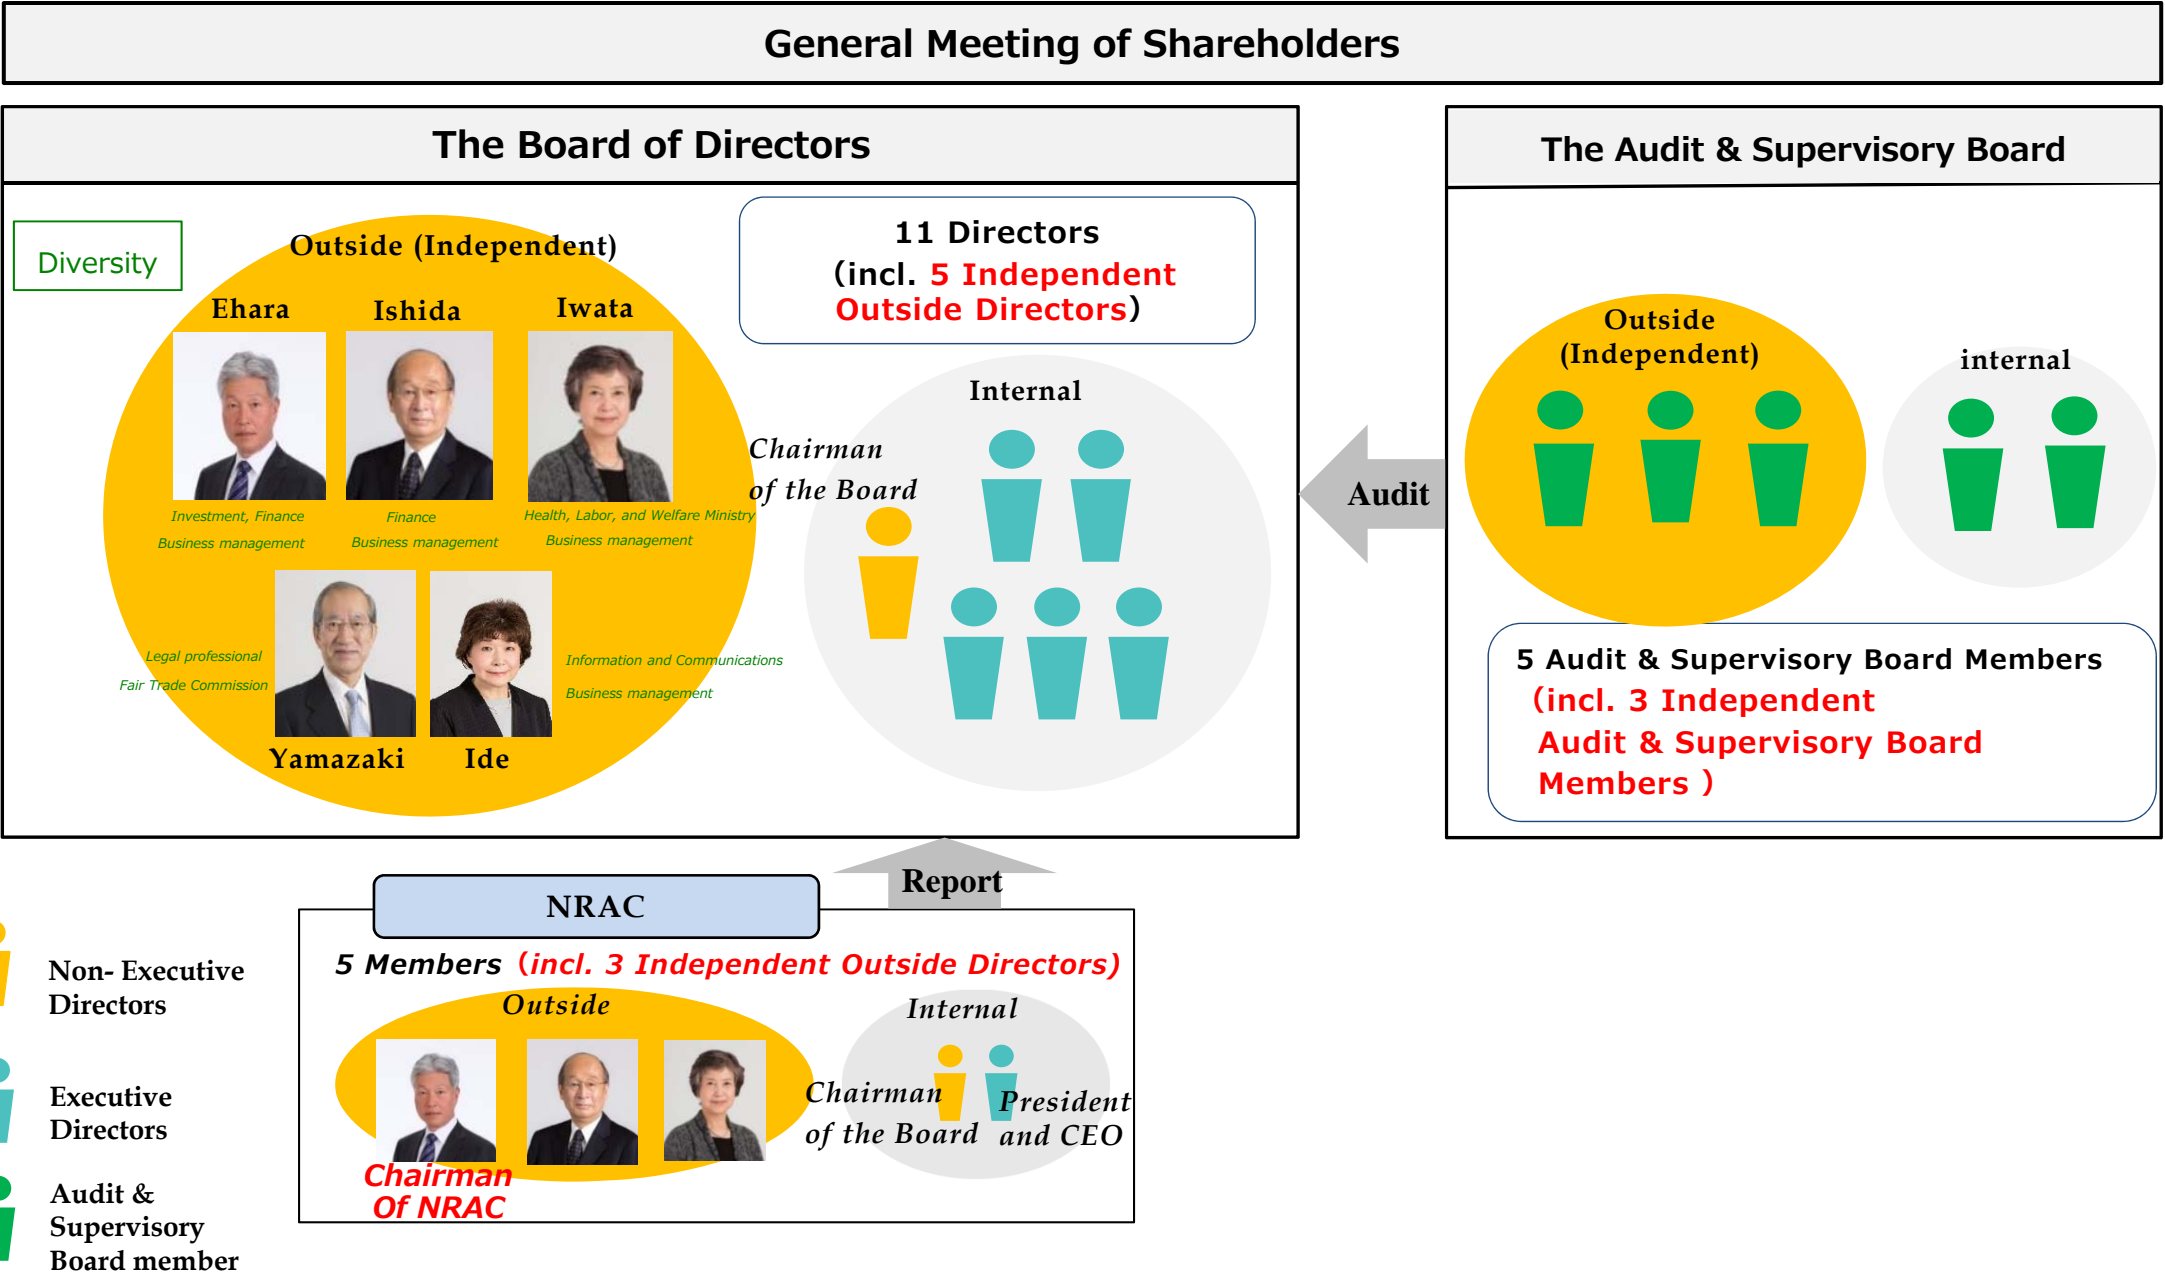 General Meeting of Shareholders
The Board of Directors
Diversity
Outside (Independent)
Ehara
Ishida
Iwata
Investment, Finance
Business management
Finance
Business management
Health, Labor, and Welfare Ministry
Business management
Legal professional
Fair Trade Commission
Information and Communications
Business management
Yamazaki
Ide
11 Directors
(incl. 5 Independent
Outside Directors)
Internal
Chairman
of the Board
Audit
The Audit & Supervisory Board
Outside
(Independent)
internal
5 Audit & Supervisory Board Members
(incl. 3 Independent
Audit & Supervisory Board
Members )
Report
NRAC
5 Members (incl. 3 Independent Outside Directors)
Outside
Internal
Chairman
of the Board
President
and CEO
Chairman
Of NRAC
Non- Executive
Directors
Executive
Directors
Audit &
Supervisory
Board member